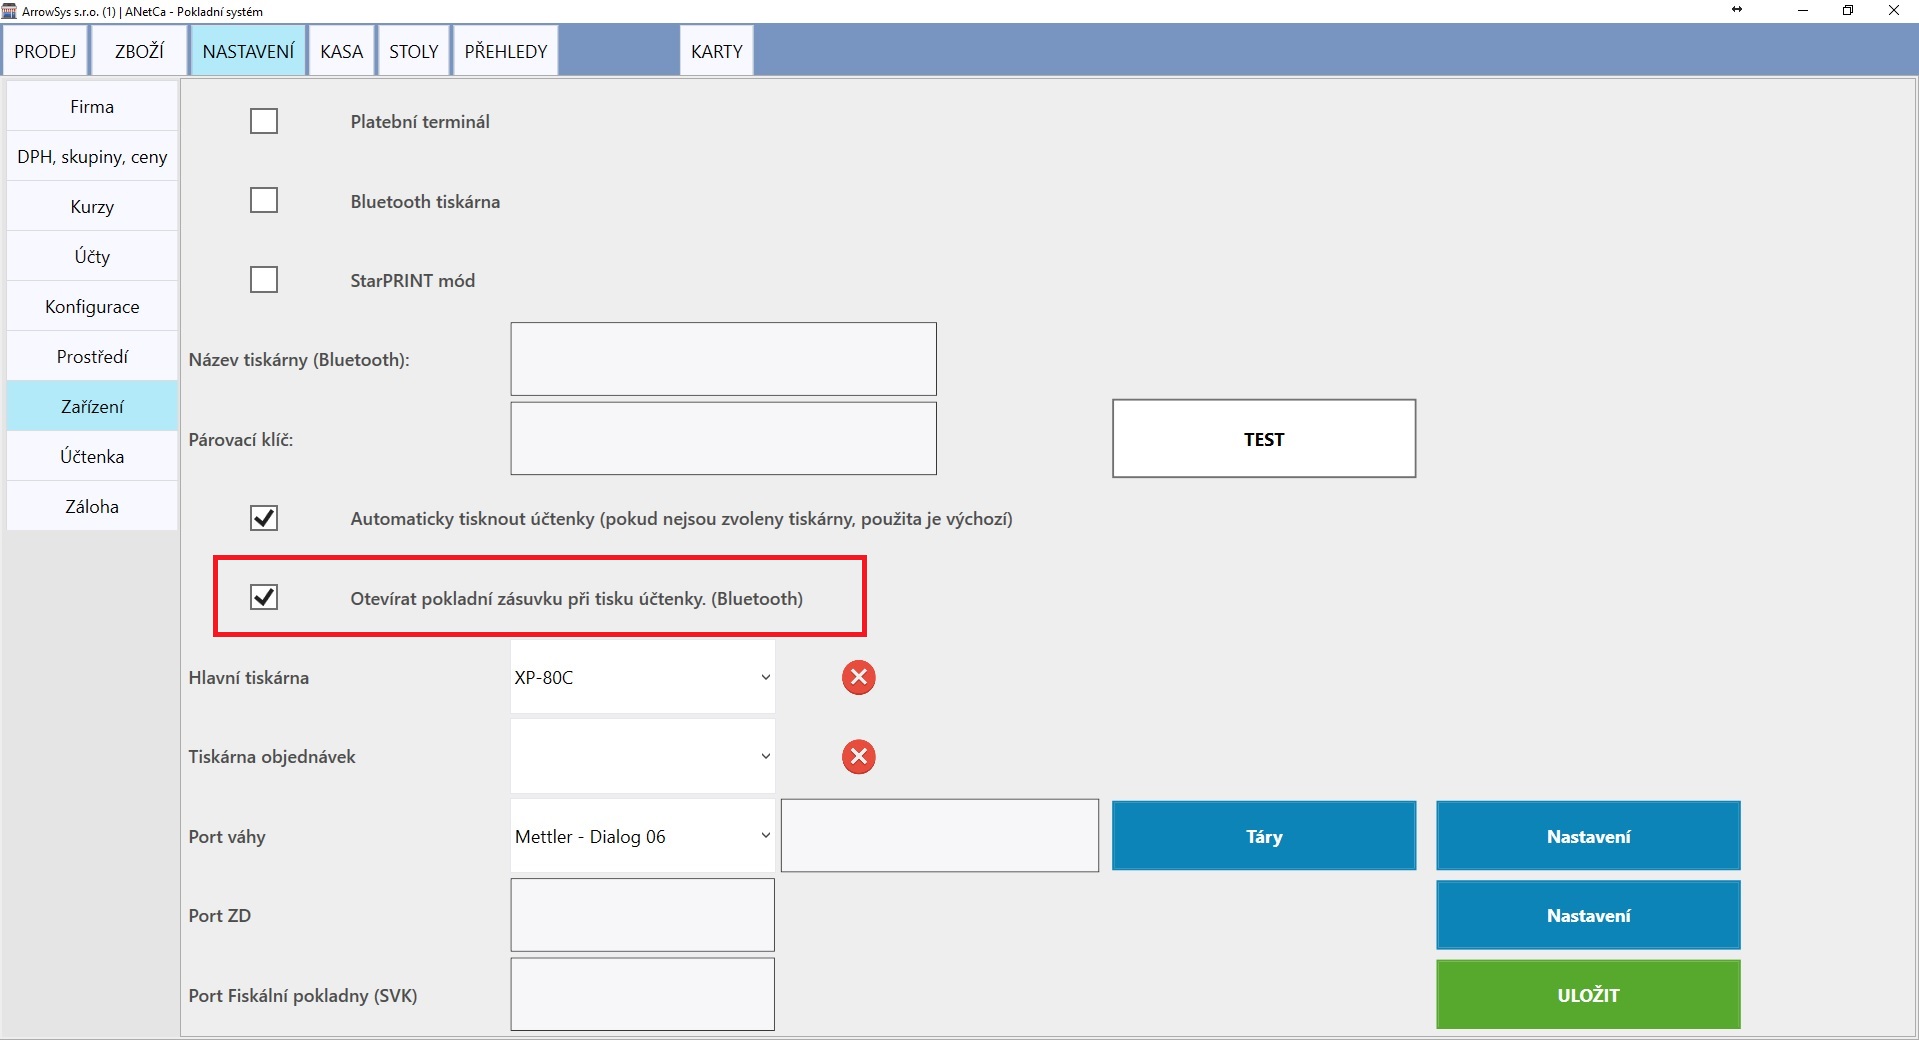 ArrowSys s.r.o. (1) | ANetCa - Pokladní systém
PRODEJ ZBOŽÍ NASTAVENÍ KASA STOLY PŘEHLEDY KARTY
Firma
DPH, skupiny, ceny
Kurzy
Účty
Konfigurace
Prostředí
Zařízení
Účtenka
Záloha
Platební terminál
Bluetooth tiskárna
StarPRINT mód
Název tiskárny (Bluetooth):
Párovací klíč:
TEST
Automaticky tisknout účtenky (pokud nejsou zvoleny tiskárny, použita je výchozí)
Otevírat pokladní zásuvku při tisku účtenky. (Bluetooth)
Hlavní tiskárna XP-80C
Tiskárna objednávek
Port váhy Mettler - Dialog 06 Táry Nastavení
Port ZD Nastavení
Port Fiskální pokladny (SVK) ULOŽIT